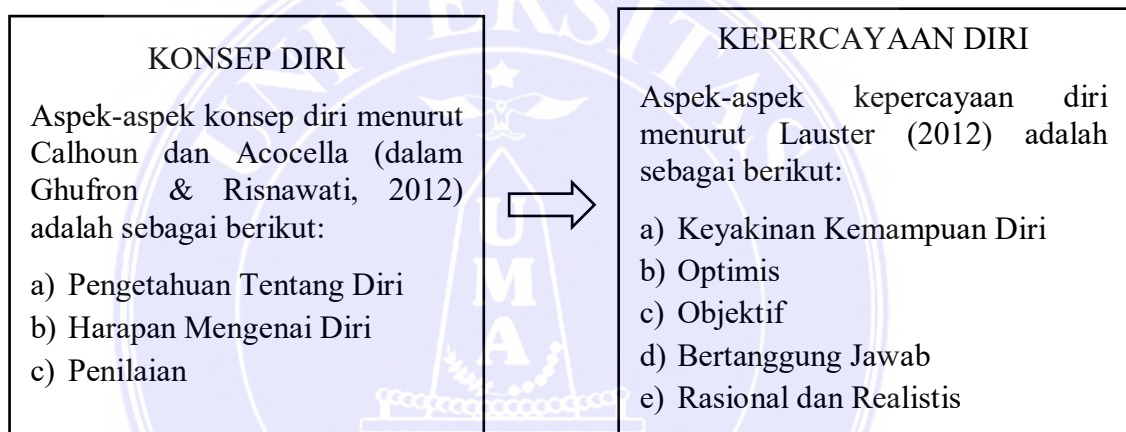 KONSEP DIRI
Aspek-aspek konsep diri menurut
Calhoun dan Acocella (dalam
Ghufron & Risnawati, 2012)
adalah sebagai berikut:
a) Pengetahuan Tentang Diri
b) Harapan Mengenai Diri
c) Penilaian
KEPERCAYAAN DIRI
Aspek-aspek kepercayaan diri
menurut Lauster (2012) adalah
sebagai berikut:
a) Keyakinan Kemampuan Diri
b) Optimis
c) Objektif
d) Bertanggung Jawab
e) Rasional dan Realistis
UNIVERSITAS
UMA